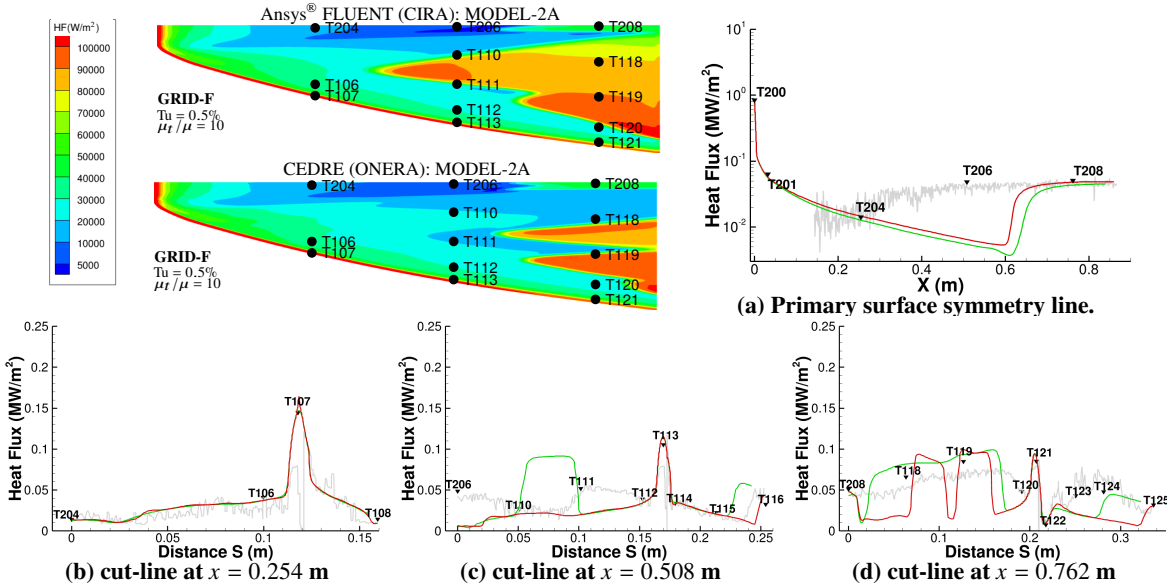 Ansys® FLUENT (CIRA): MODEL-2A
HF(W/m²)
100000
90000
80000
70000
60000
50000
40000
30000
20000
10000
5000
T204
T206
T208
T110
T118
T106
T111
T107
T119
T112
T113
T120
T121
GRID-F
Tu = 0.5%
μt/μ = 10
CEDRE (ONERA): MODEL-2A
T204
T206
T208
T110
T118
T106
T111
T107
T119
T112
T113
T120
T121
GRID-F
Tu = 0.5%
μt/μ = 10
Heat Flux (MW/m²)
10¹
10⁰
10⁻¹
10⁻²
T200
T201
T204
T206
T208
0 0.2 0.4 0.6 0.8
X (m)
(a) Primary surface symmetry line.
Heat Flux (MW/m²)
0.25
0.2
0.15
0.1
0.05
0
T204
T106
T107
T108
0 0.05 0.1 0.15
Distance S (m)
(b) cut-line at x = 0.254 m
Heat Flux (MW/m²)
0.25
0.2
0.15
0.1
0.05
0
T206
T110
T111
T112
T113
T114
T115
T116
0 0.05 0.1 0.15 0.2 0.25
Distance S (m)
(c) cut-line at x = 0.508 m
Heat Flux (MW/m²)
0.25
0.2
0.15
0.1
0.05
0
T208
T118
T119
T120
T121
T122
T123
T124
T125
0 0.1 0.2 0.3
Distance S (m)
(d) cut-line at x = 0.762 m